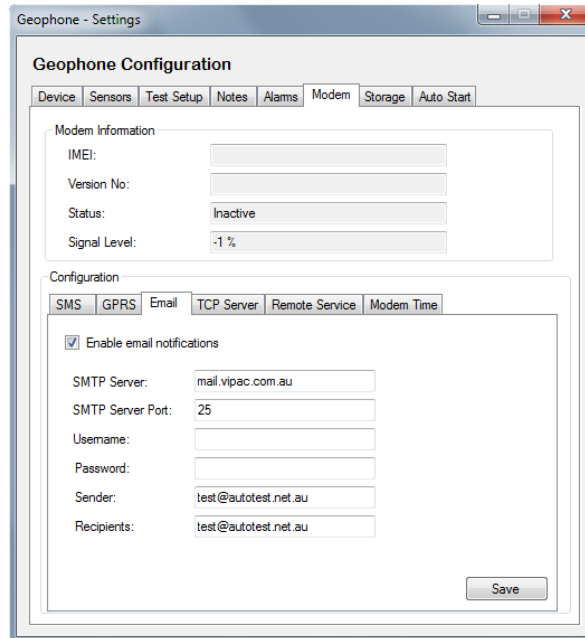 Geophone - Settings
Geophone Configuration
Device Sensors Test Setup Notes Alarms Modem Storage Auto Start
Modem Information
IMEI:
Version No:
Status: Inactive
Signal Level: -1 %
Configuration
SMS GPRS Email TCP Server Remote Service Modem Time
Enable email notifications
SMTP Server: mail.vipac.com.au
SMTP Server Port: 25
Username:
Password:
Sender: test@autotest.net.au
Recipients: test@autotest.net.au
Save